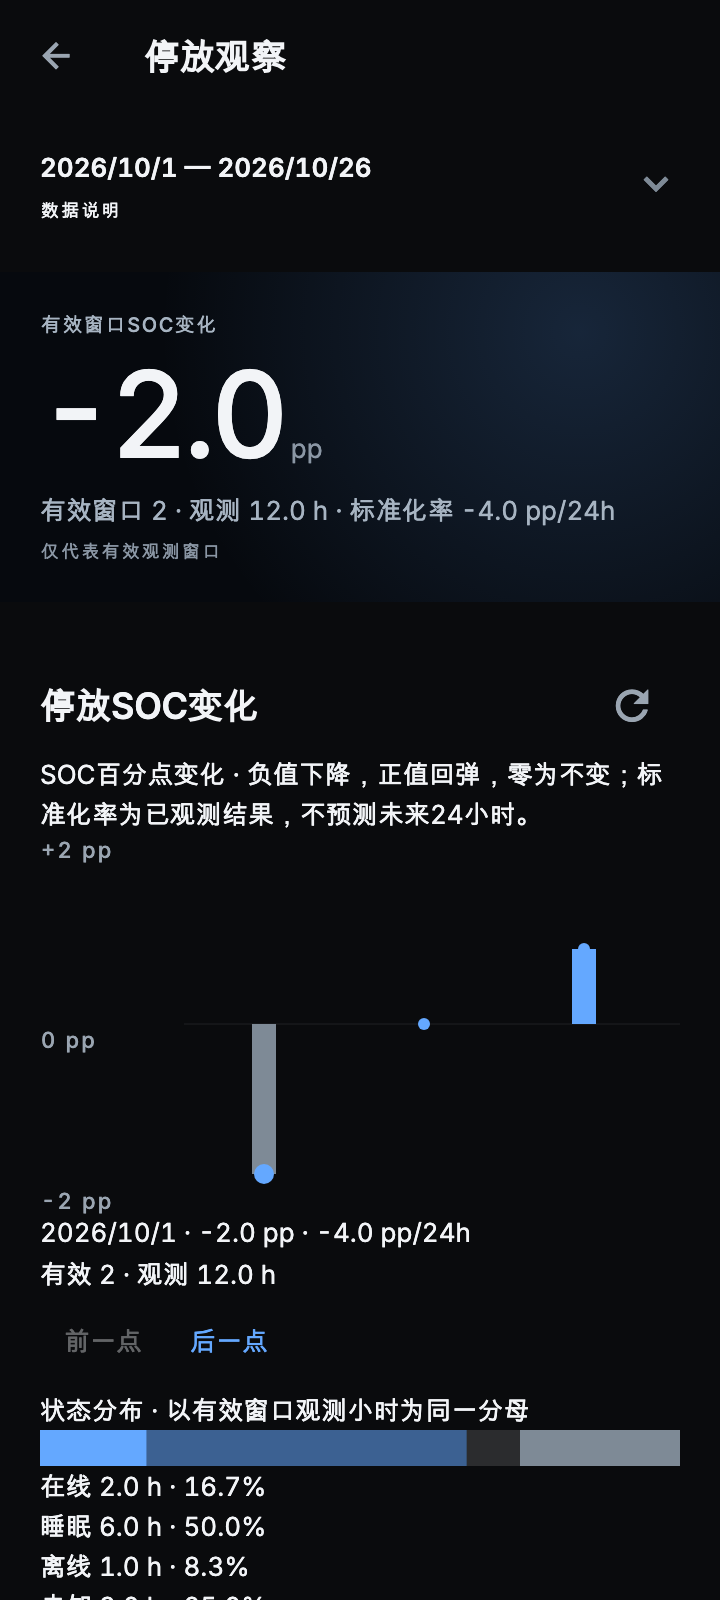 停放观察
2026/10/1 — 2026/10/26
数据说明
有效窗口SOC变化
-2.0 pp
有效窗口 2 · 观测 12.0 h · 标准化率 -4.0 pp/24h
仅代表有效观测窗口
停放SOC变化
SOC百分点变化 · 负值下降，正值回弹，零为不变；标
准化率为已观测结果，不预测未来24小时。
+2 pp
0 pp
-2 pp
2026/10/1 · -2.0 pp · -4.0 pp/24h
有效 2 · 观测 12.0 h
前一点 后一点
状态分布 · 以有效窗口观测小时为同一分母
在线 2.0 h · 16.7%
睡眠 6.0 h · 50.0%
离线 1.0 h · 8.3%